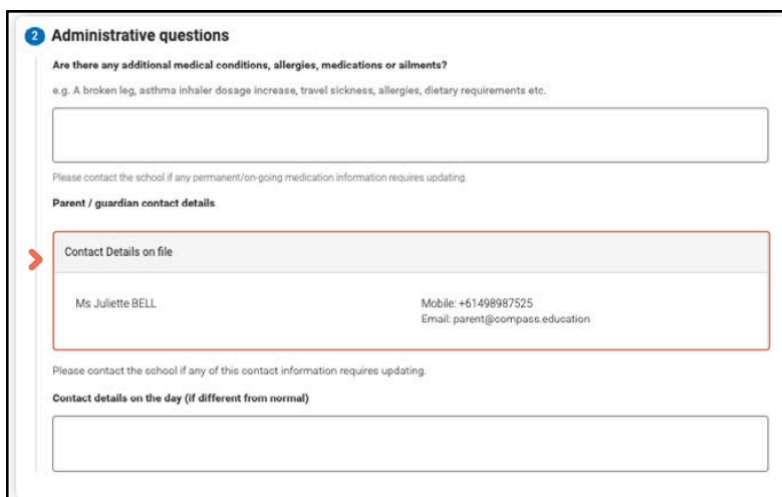 2 Administrative questions
Are there any additional medical conditions, allergies, medications or ailments?
e.g. A broken leg, asthma inhaler dosage increase, travel sickness, allergies, dietary requirements etc.
Please contact the school if any permanent/on-going medication information requires updating.
Parent / guardian contact details
Contact Details on file
Ms Juliette BELL
Mobile: +61498987525
Email: parent@compass.education
Please contact the school if any of this contact information requires updating.
Contact details on the day (if different from normal)